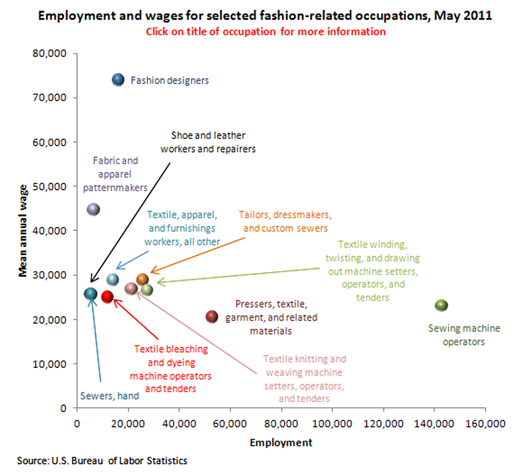 Employment and wages for selected fashion-related occupations, May 2011
Click on title of occupation for more information
80,000
70,000
60,000
50,000
40,000
30,000
20,000
10,000
0
Mean annual wage
Fashion designers
Shoe and leather
workers and repairers
Fabric and
apparel
patternmakers
Textile, apparel,
and furnishings
workers, all other
Tailors, dressmakers,
and custom sewers
Textile winding,
twisting, and drawing
out machine setters,
operators, and
tenders
Pressers, textile,
garment, and related
materials
Sewing machine
operators
Textile bleaching
and dyeing
machine operators
and tenders
Textile knitting and
weaving machine
setters, operators,
and tenders
Sewers, hand
0
20,000
40,000
60,000
80,000
100,000
120,000
140,000
160,000
Employment
Source: U.S. Bureau of Labor Statistics